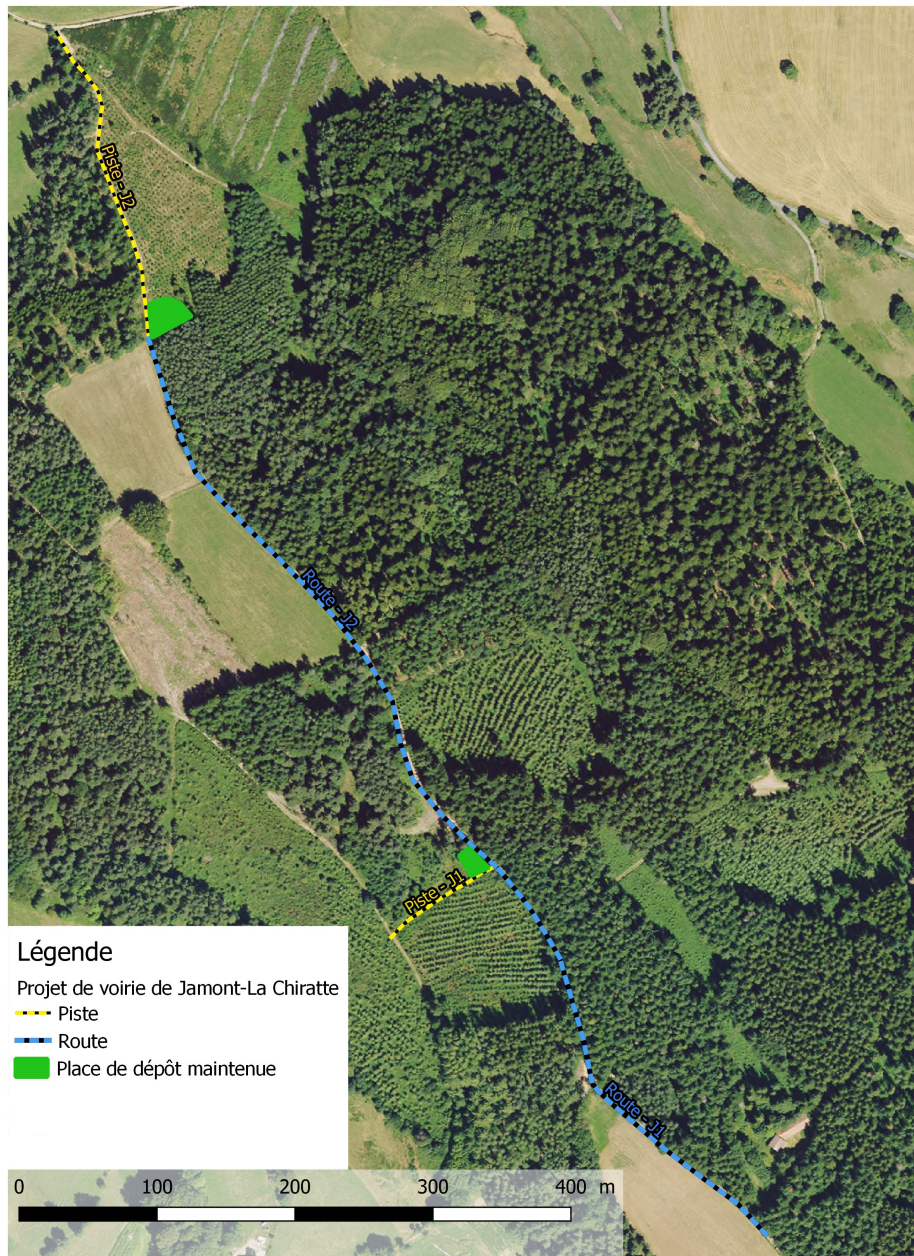 Piste - J2
Route - J2
Piste - J1
Route - J1
Légende
Projet de voirie de Jamont-La Chiratte
Piste
Route
Place de dépôt maintenue
0 100 200 300 400 m